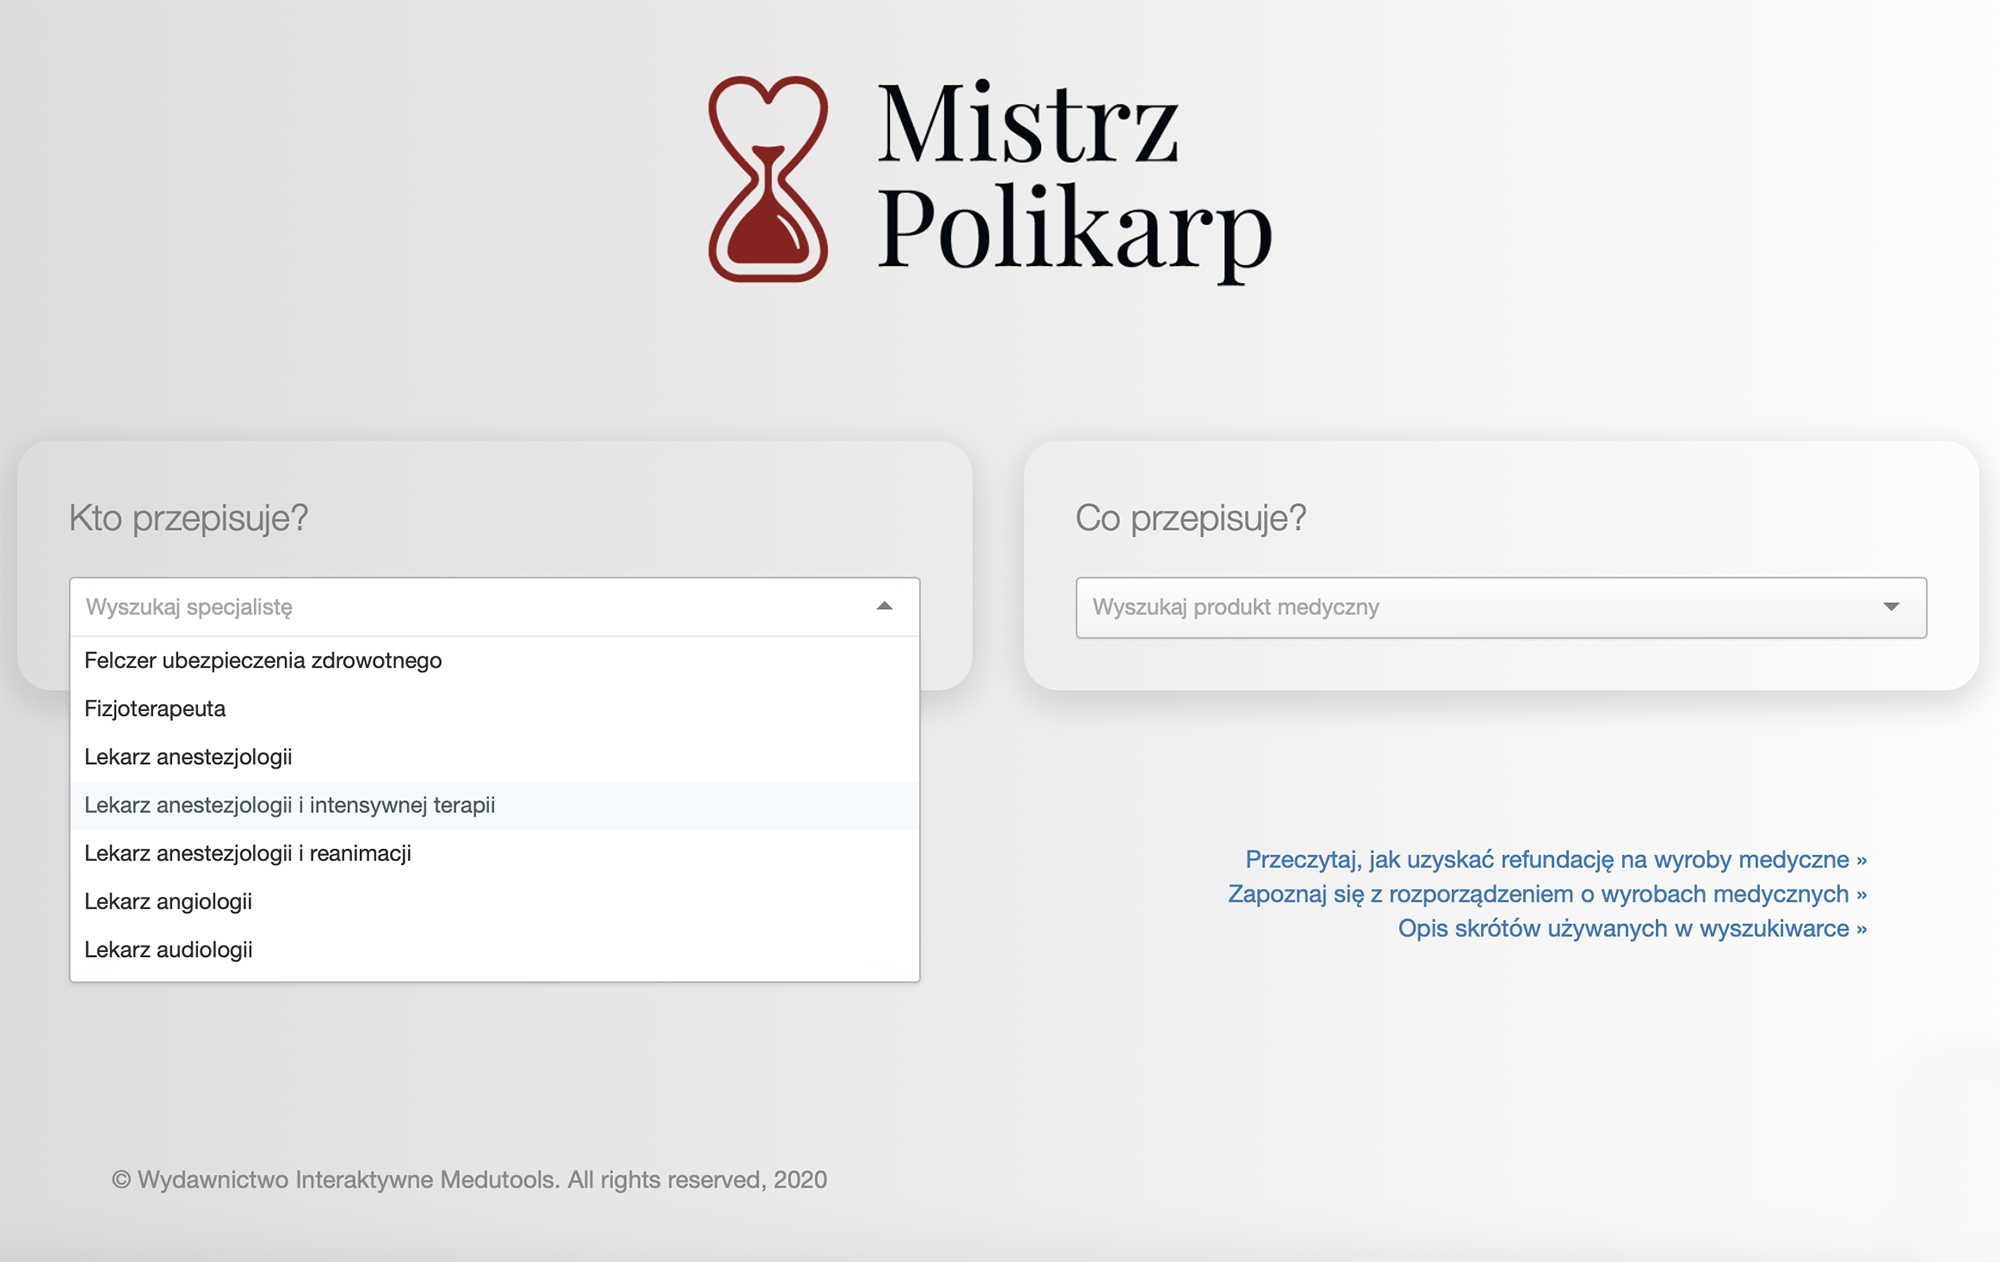 Mistrz
Polikarp
Kto przepisuje?
Wyszukaj specjalistę
Felczer ubezpieczenia zdrowotnego
Fizjoterapeuta
Lekarz anestezjologii
Lekarz anestezjologii i intensywnej terapii
Lekarz anestezjologii i reanimacji
Lekarz angiologii
Lekarz audiologii
Co przepisuje?
Wyszukaj produkt medyczny
Przeczytaj, jak uzyskać refundację na wyroby medyczne »
Zapoznaj się z rozporządzeniem o wyrobach medycznych »
Opis skrótów używanych w wyszukiwarce »
© Wydawnictwo Interaktywne Medutools. All rights reserved, 2020